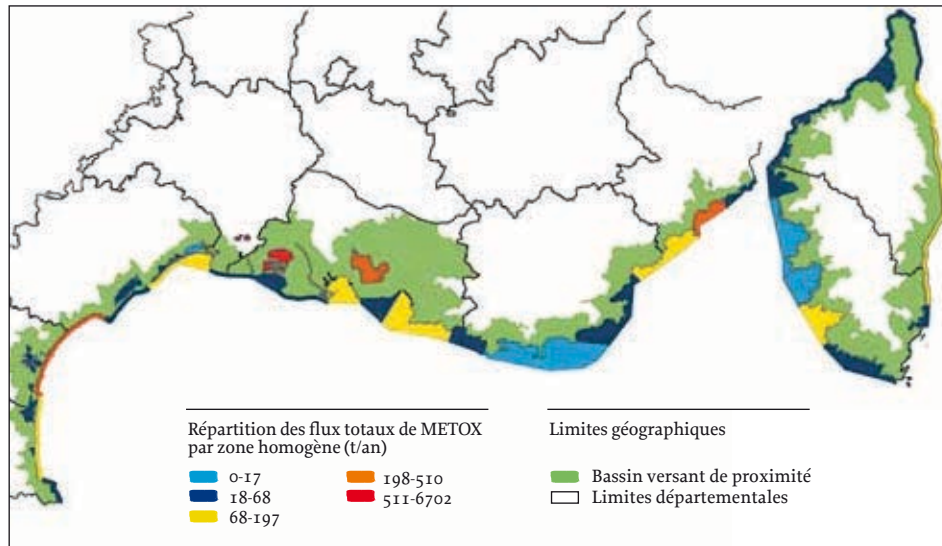 Répartition des flux totaux de METOX
par zone homogène (t/an)
0-17
18-68
68-197
198-510
511-6702
Limites géographiques
Bassin versant de proximité
Limites départementales